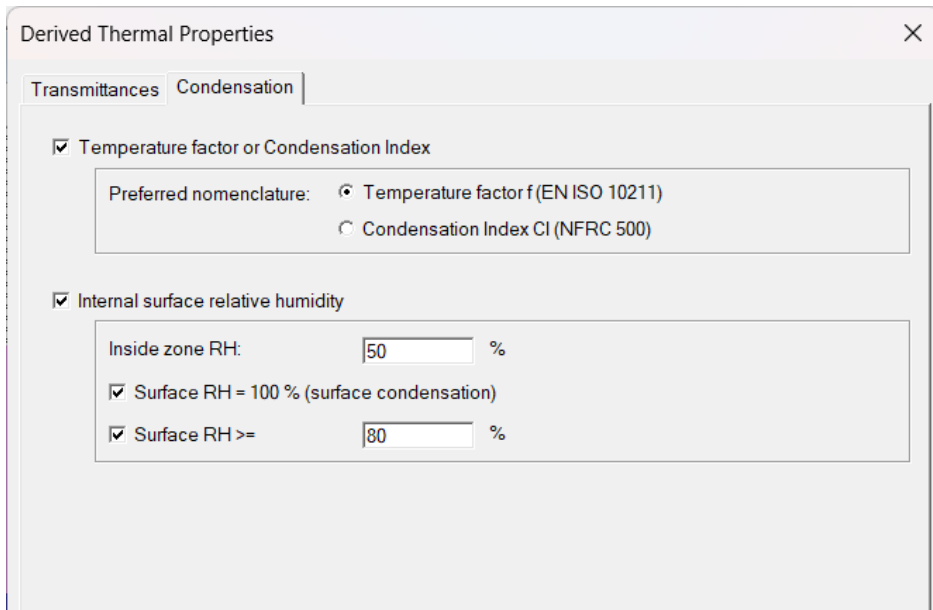 Derived Thermal Properties
Transmittances Condensation
Temperature factor or Condensation Index
Preferred nomenclature: Temperature factor f (EN ISO 10211)
Condensation Index CI (NFRC 500)
Internal surface relative humidity
Inside zone RH: 50 %
Surface RH = 100 % (surface condensation)
Surface RH >= 80 %